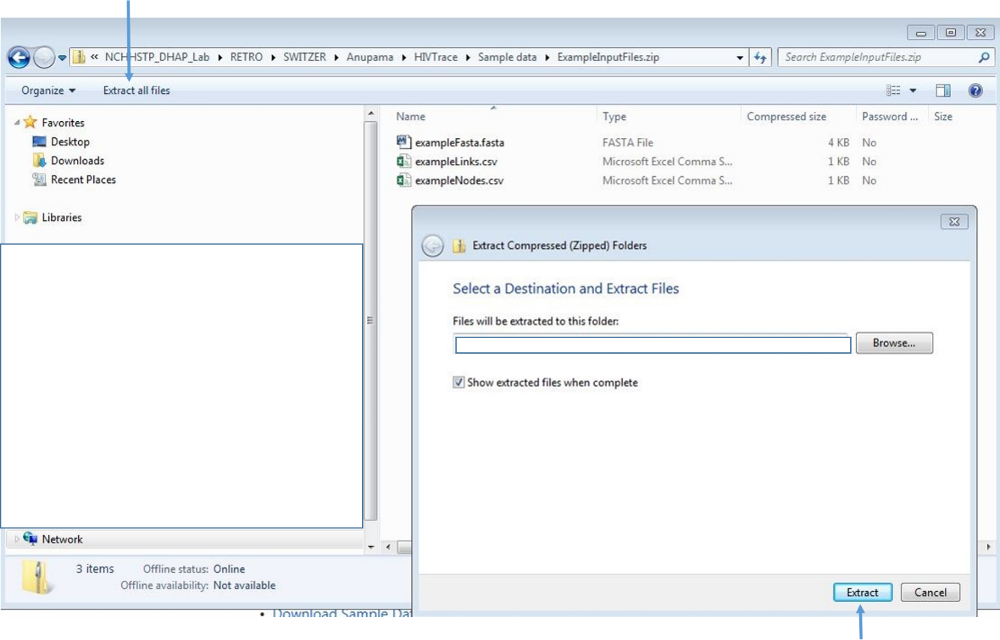 « NCHHSTP_DHAP_Lab RETRO SWITZER Anupama HIVTrace Sample data ExampleInputFiles.zip
Search ExampleInputFiles.zip
Organize Extract all files
Favorites
Desktop
Downloads
Recent Places
Libraries
Network
Name Type Compressed size Password ... Size
exampleFasta.fasta FASTA File 4 KB No
exampleLinks.csv Microsoft Excel Comma S... 1 KB No
exampleNodes.csv Microsoft Excel Comma S... 1 KB No
Extract Compressed (Zipped) Folders
Select a Destination and Extract Files
Files will be extracted to this folder:
Browse...
Show extracted files when complete
Extract Cancel
3 items Offline status: Online
Offline availability: Not available
• Download Sample Dat